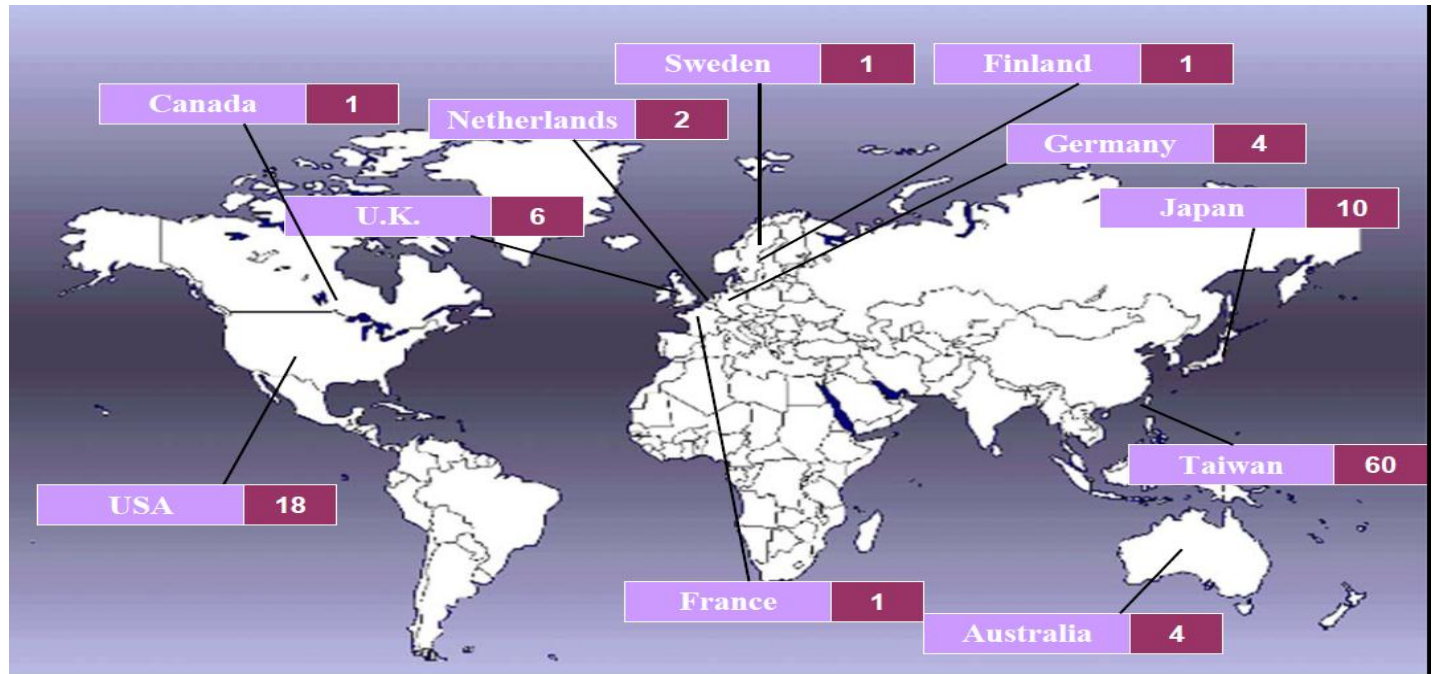 Sweden 1
Finland 1
Canada 1
Netherlands 2
Germany 4
U.K. 6
Japan 10
Taiwan 60
USA 18
France 1
Australia 4